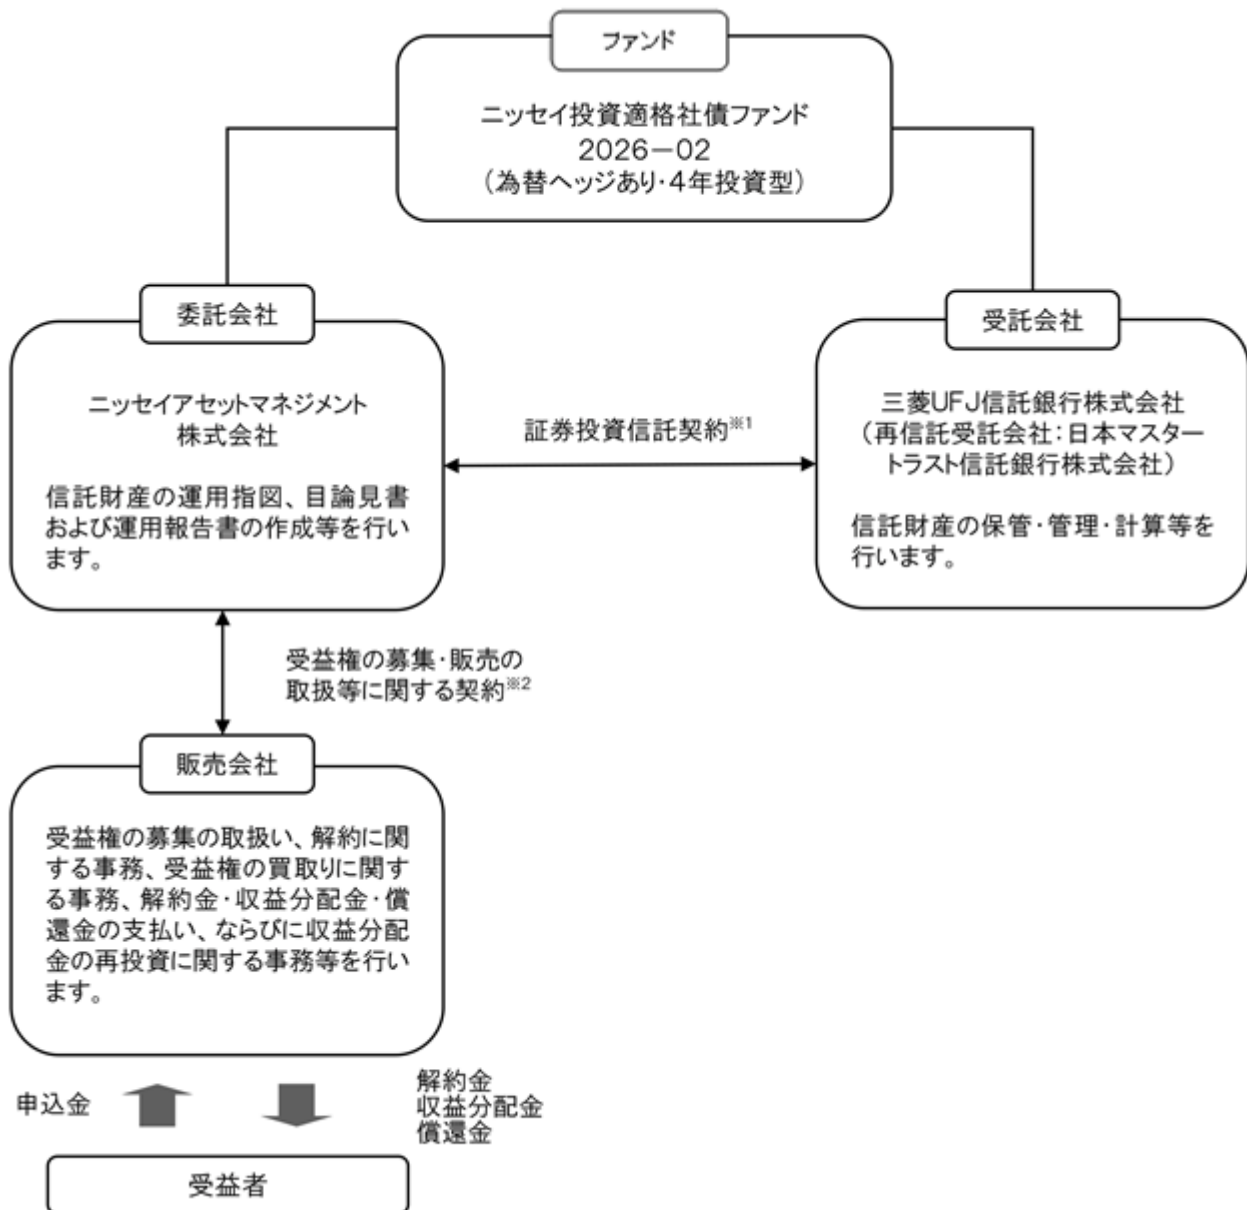 ファンド
ニッセイ投資適格社債ファンド
2026－02
（為替ヘッジあり・4年投資型）
委託会社
ニッセイアセットマネジメント
株式会社
信託財産の運用指図、目論見書
および運用報告書の作成等を行い
ます。
証券投資信託契約※1
受託会社
三菱UFJ信託銀行株式会社
（再信託受託会社：日本マスター
トラスト信託銀行株式会社）
信託財産の保管・管理・計算等を
行います。
受益権の募集・販売の
取扱等に関する契約※2
販売会社
受益権の募集の取扱い、解約に関
する事務、受益権の買取りに関す
る事務、解約金・収益分配金・償
還金の支払い、ならびに収益分配
金の再投資に関する事務等を行い
ます。
申込金
解約金
収益分配金
償還金
受益者